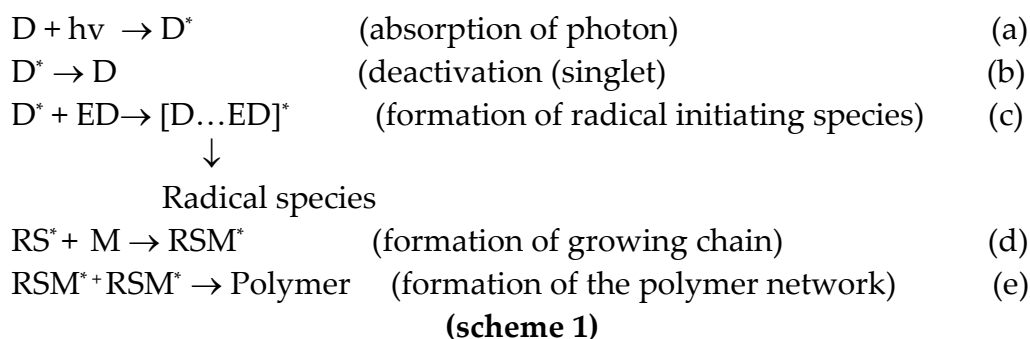 D + hv → D* (absorption of photon) (a)
D* → D (deactivation (singlet) (b)
D* + ED→ [D…ED]* (formation of radical initiating species) (c)
↓
Radical species
RS*+ M → RSM* (formation of growing chain) (d)
RSM*+RSM* → Polymer (formation of the polymer network) (e)
(scheme 1)